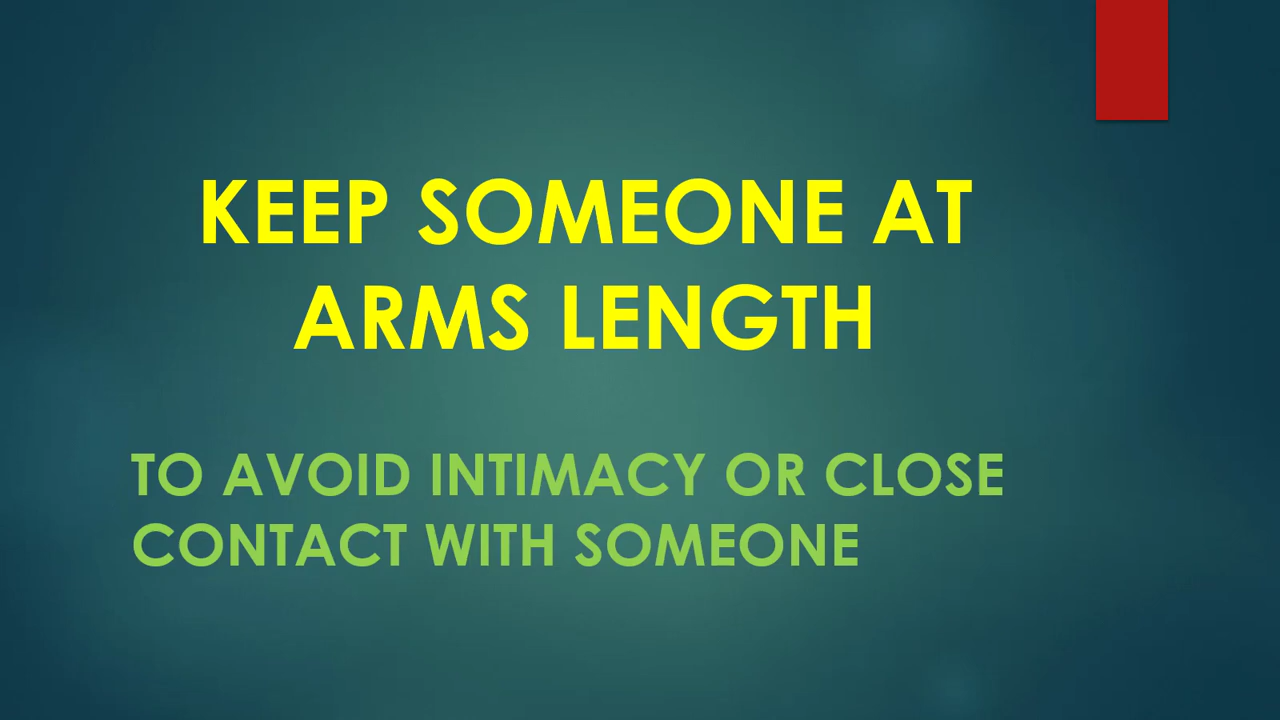 KEEP SOMEONE AT
ARMS LENGTH
TO AVOID INTIMACY OR CLOSE
CONTACT WITH SOMEONE